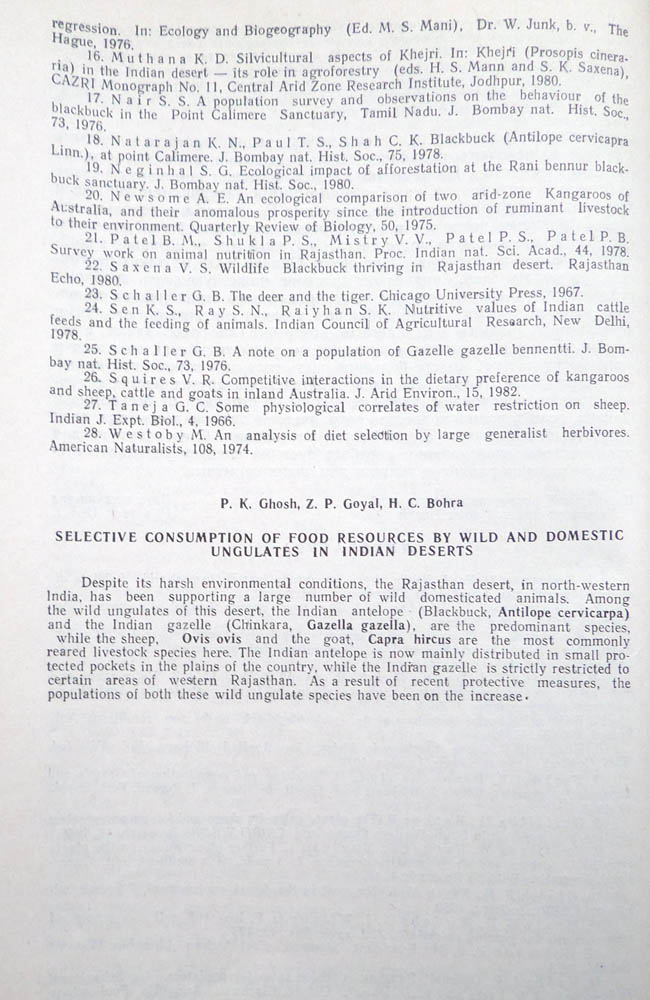 regression. In: Ecology and Biogeography (Ed. M. S. Mani), Dr. W. Junk, b. v., The
Hague, 1976.
16. Muthana K. D. Silvicultural aspects of Khejri. In: Khejri (Prosopis cinera-
ria) in the Indian desert — its role in agroforestry (eds. H. S. Mann and S. K. Saxena),
CAZRI Monograph No. 11, Central Arid Zone Research Institute, Jodhpur, 1980.
17. Nair S. S. A population survey and observations on the behaviour of the
blackbuck in the Point Calimere Sanctuary, Tamil Nadu. J. Bombay nat. Hist. Soc.,
73, 1976.
18. Natarajan K. N., Paul T. S., Shah C. K. Blackbuck (Antilope cervicapra
Linn.), at point Calimere. J. Bombay nat. Hist. Soc., 75, 1978.
19. Neginhal S. G. Ecological impact of afforestation at the Rani bennur black-
buck sanctuary. J. Bombay nat. Hist. Soc., 1980.
20. Newsome A. E. An ecological comparison of two arid-zone Kangaroos of
Australia, and their anomalous prosperity since the introduction of ruminant livestock
to their environment. Quarterly Review of Biology, 50, 1975.
21. Patel B. M., Shukla P. S., Mistry V. V., Patel P. S., Patel P. B.
Survey work on animal nutrition in Rajasthan. Proc. Indian nat. Sci. Acad., 44, 1978.
22. Saxena V. S. Wildlife Blackbuck thriving in Rajasthan desert. Rajasthan
Echo, 1980.
23. Schaller G. B. The deer and the tiger. Chicago University Press, 1967.
24. Sen K. S., Ray S. N., Raiyhan S. K. Nutritive values of Indian cattle
feeds and the feeding of animals. Indian Council of Agricultural Research, New Delhi,
1978.
25. Schaller G. B. A note on a population of Gazelle gazelle bennentti. J. Bom-
bay nat. Hist. Soc., 73, 1976.
26. Squires V. R. Competitive interactions in the dietary preference of kangaroos
and sheep, cattle and goats in inland Australia. J. Arid Environ., 15, 1982.
27. Taneja G. C. Some physiological correlates of water restriction on sheep.
Indian J. Expt. Biol., 4, 1966.
28. Westoby M. An analysis of diet selection by large generalist herbivores.
American Naturalists, 108, 1974.
P. K. Ghosh, Z. P. Goyal, H. C. Bohra
SELECTIVE CONSUMPTION OF FOOD RESOURCES BY WILD AND DOMESTIC
UNGULATES IN INDIAN DESERTS
Despite its harsh environmental conditions, the Rajasthan desert, in north-western
India, has been supporting a large number of wild domesticated animals. Among
the wild ungulates of this desert, the Indian antelope (Blackbuck, Antilope cervicarpa)
and the Indian gazelle (Chinkara, Gazella gazella), are the predominant species,
while the sheep, Ovis ovis and the goat, Capra hircus are the most commonly
reared livestock species here. The Indian antelope is now mainly distributed in small pro-
tected pockets in the plains of the country, while the Indian gazelle is strictly restricted to
certain areas of western Rajasthan. As a result of recent protective measures, the
populations of both these wild ungulate species have been on the increase.